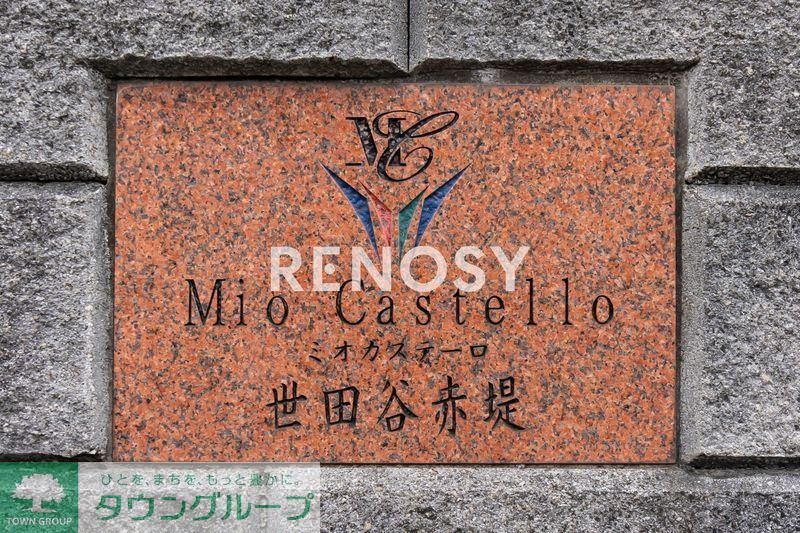 MC
RENOSY
Mio Castello
ミオカステーロ
世田谷赤堤
ひとを、まちを、もっと豊かに。
タウングループ
TOWN GROUP